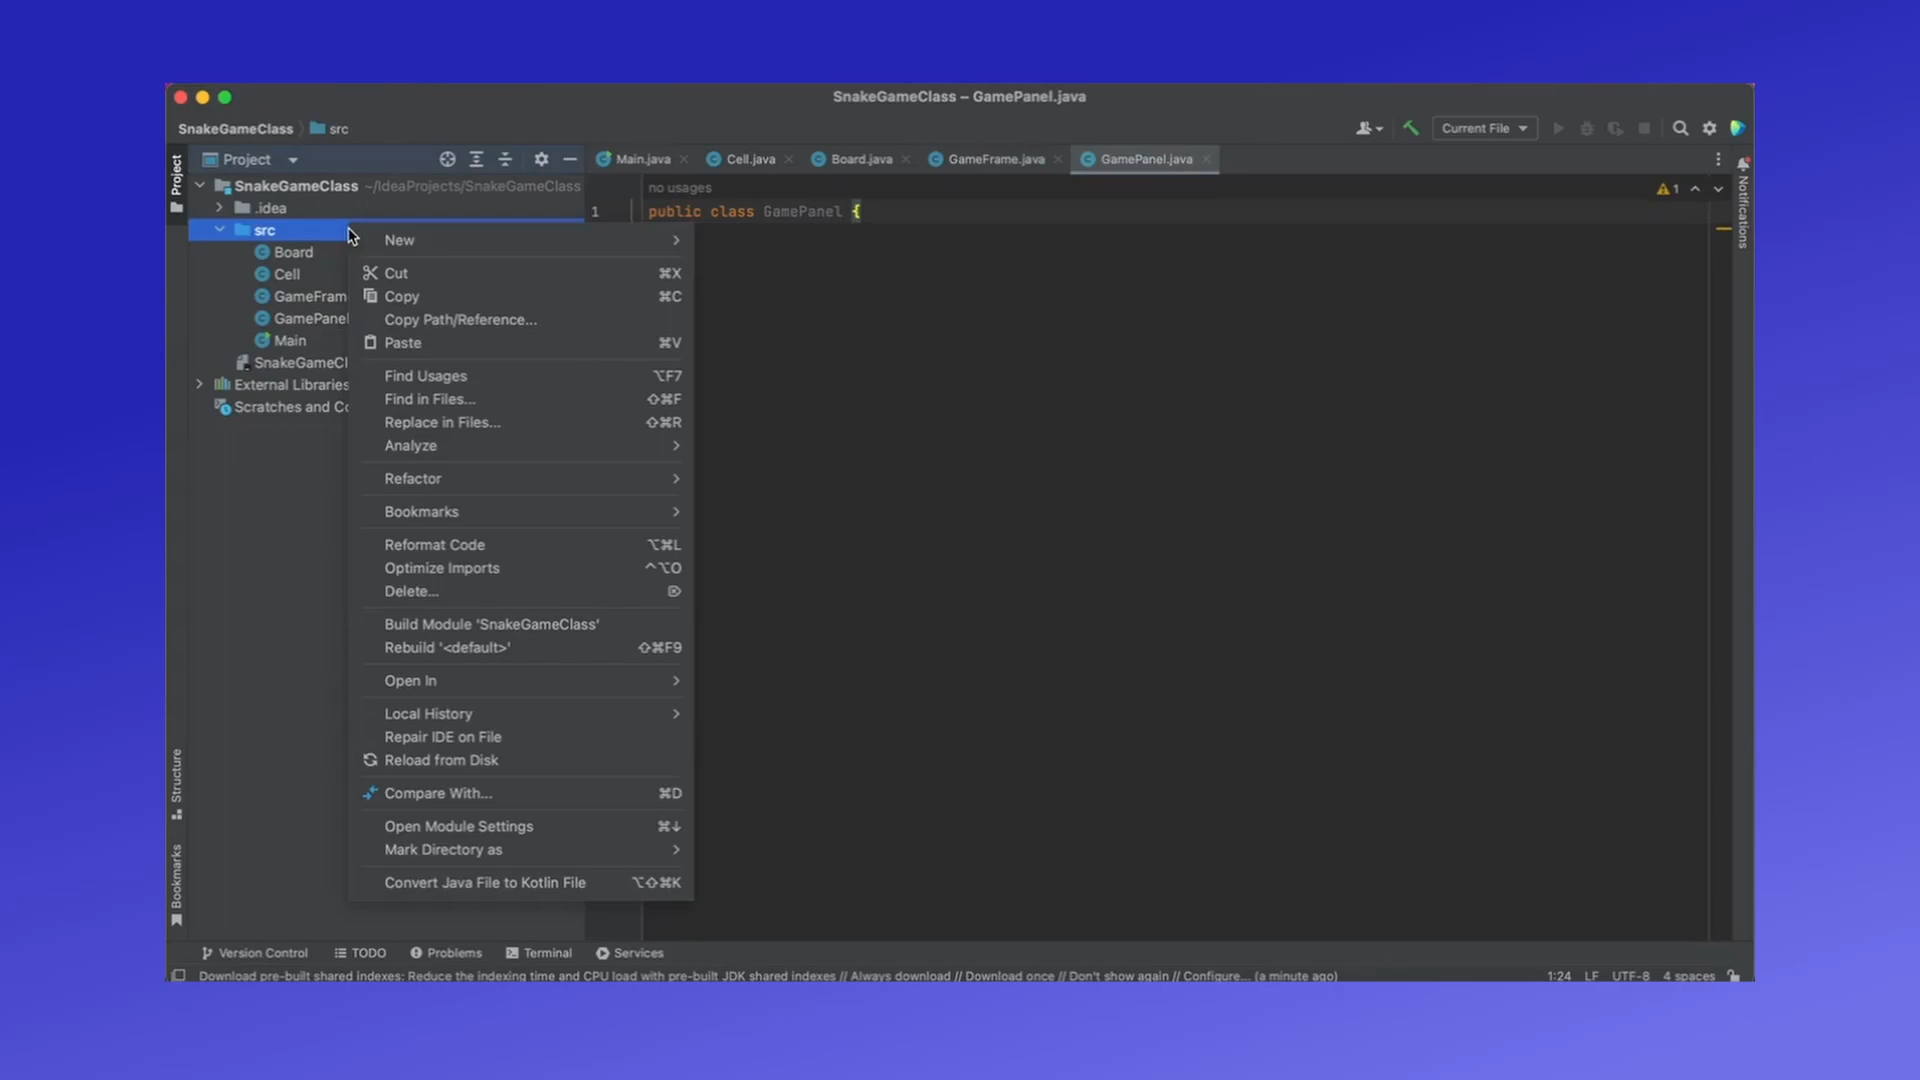 SnakeGameClass – GamePanel.java
SnakeGameClass
src
Current File
Project
Project
Main.java
Cell.java
Board.java
GameFrame.java
GamePanel.java
Notifications
SnakeGameClass ~/IdeaProjects/SnakeGameClass
.idea
src
Board
Cell
GameFram
GamePanel
Main
SnakeGameCl
External Libraries
Scratches and Co
no usages
1
public class GamePanel {
1
New
Cut ⌘X
Copy ⌘C
Copy Path/Reference...
Paste ⌘V
Find Usages ⌥F7
Find in Files... ⇧⌘F
Replace in Files... ⇧⌘R
Analyze
Refactor
Bookmarks
Reformat Code ⌥⌘L
Optimize Imports ^⌥O
Delete... ⌦
Build Module 'SnakeGameClass'
Rebuild '<default>' ⇧⌘F9
Open In
Local History
Repair IDE on File
Reload from Disk
Compare With... ⌘D
Open Module Settings ⌘↓
Mark Directory as
Convert Java File to Kotlin File ⌥⇧⌘K
Structure
Bookmarks
Version Control
TODO
Problems
Terminal
Services
Download pre-built shared indexes: Reduce the indexing time and CPU load with pre-built JDK shared indexes // Always download // Download once // Don't show again // Configure... (a minute ago)
1:24 LF UTF-8 4 spaces